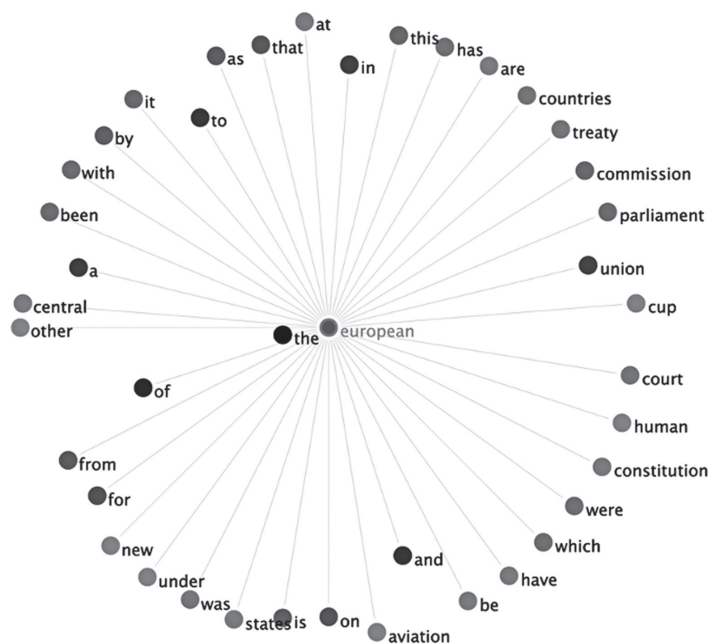 at
this
has
that
as
in
are
countries
it
to
treaty
by
with
commission
been
parliament
a
union
central
cup
other
the
european
court
of
human
from
constitution
for
were
new
which
and
under
have
was
be
states
is
on
aviation